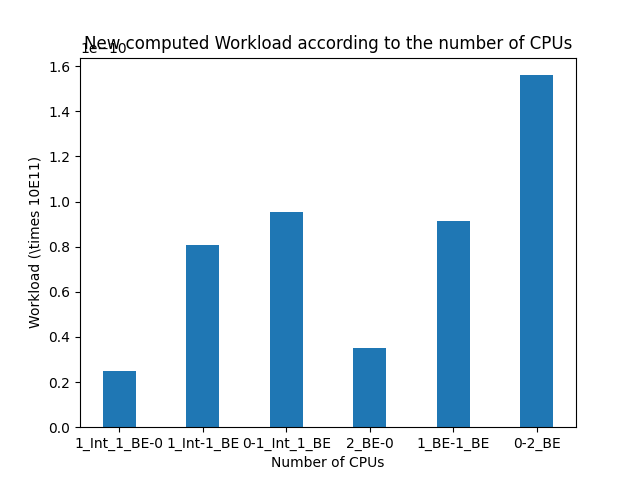 New computed Workload according to the number of CPUs
1e−10
1.6
1.4
1.2
1.0
0.8
0.6
0.4
0.2
0.0
Workload (\times 10E11)
1_Int_1_BE-0 1_Int-1_BE 0-1_Int_1_BE 2_BE-0 1_BE-1_BE 0-2_BE
Number of CPUs